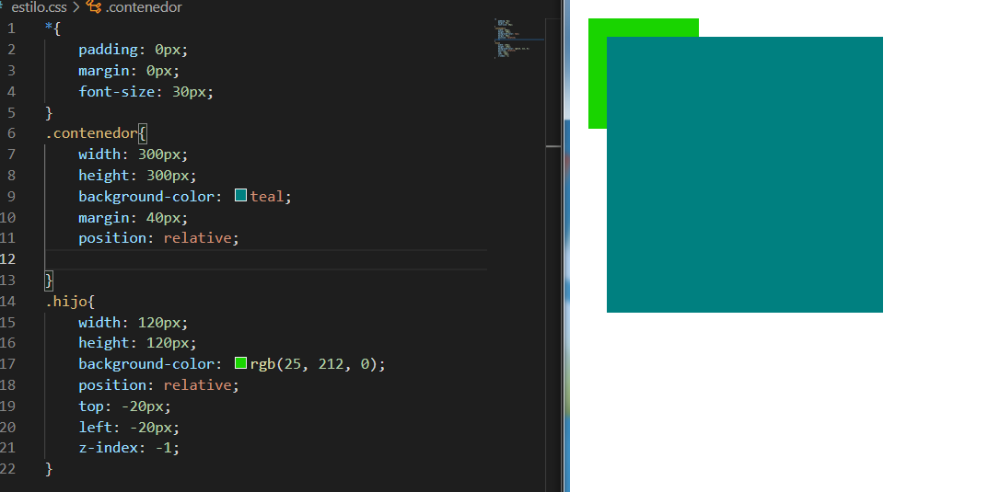 estilo.css > .contenedor
1 *{
2 padding: 0px;
3 margin: 0px;
4 font-size: 30px;
5 }
6 .contenedor{
7 width: 300px;
8 height: 300px;
9 background-color: teal;
10 margin: 40px;
11 position: relative;
12
13 }
14 .hijo{
15 width: 120px;
16 height: 120px;
17 background-color: rgb(25, 212, 0);
18 position: relative;
19 top: -20px;
20 left: -20px;
21 z-index: -1;
22 }